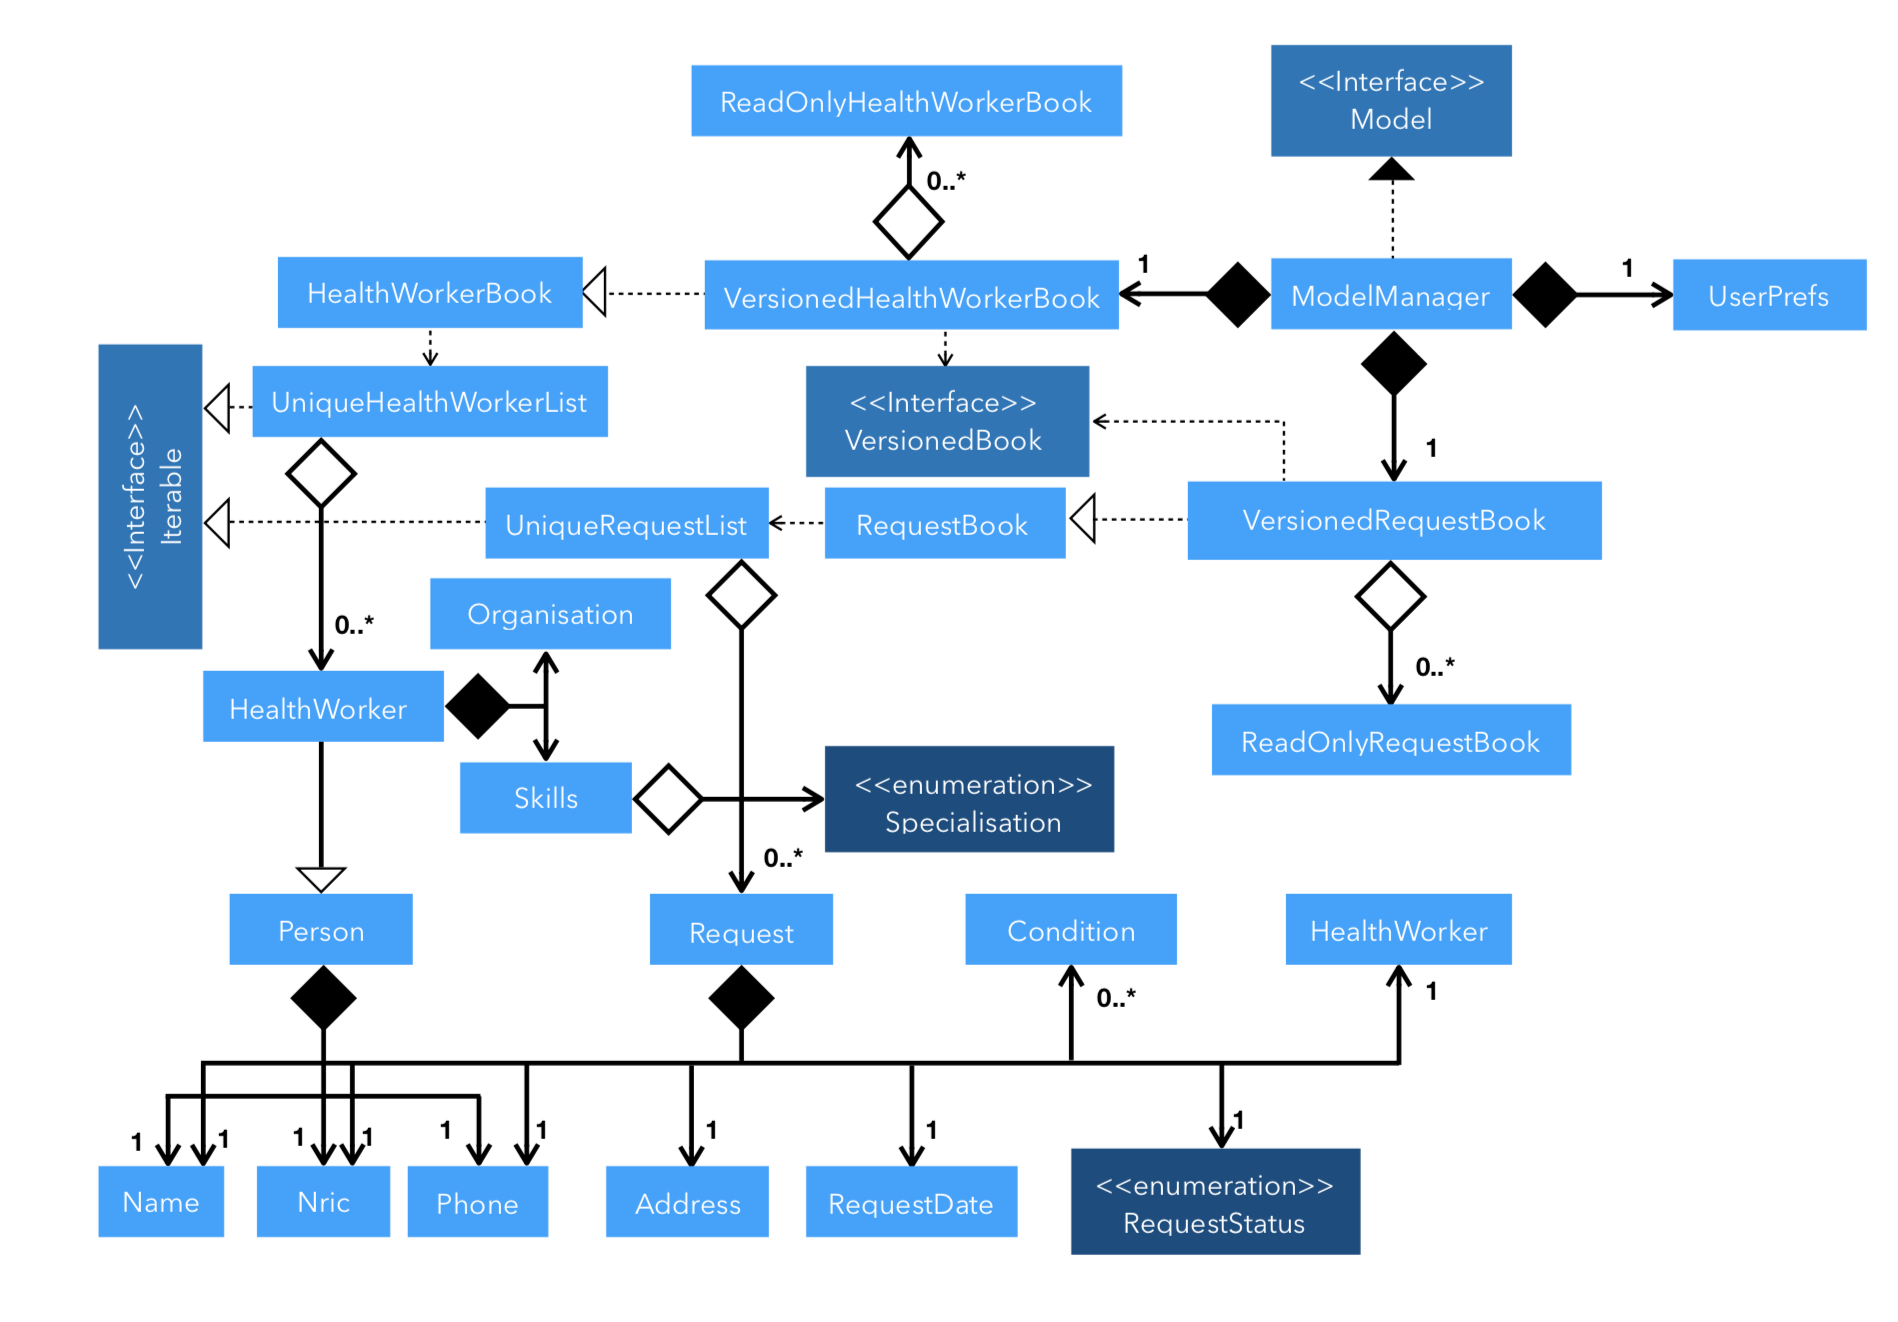 <<Interface>>
Model
ReadOnlyHealthWorkerBook
0..*
HealthWorkerBook
VersionedHealthWorkerBook
1
ModelManager
1
UserPrefs
<<Interface>>
Iterable
UniqueHealthWorkerList
<<Interface>>
VersionedBook
1
UniqueRequestList
RequestBook
VersionedRequestBook
Organisation
0..*
0..*
HealthWorker
ReadOnlyRequestBook
Skills
<<enumeration>>
Specialisation
0..*
Person
Request
Condition
HealthWorker
0..*
1
1
1
1
1
1
1
1
1
1
Name
Nric
Phone
Address
RequestDate
<<enumeration>>
RequestStatus